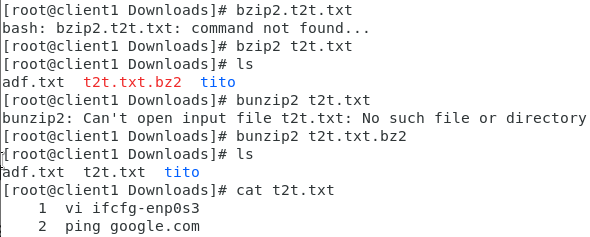 [root@client1 Downloads]# bzip2.t2t.txt
bash: bzip2.t2t.txt: command not found...
[root@client1 Downloads]# bzip2 t2t.txt
[root@client1 Downloads]# ls
adf.txt  t2t.txt.bz2  tito
[root@client1 Downloads]# bunzip2 t2t.txt
bunzip2: Can't open input file t2t.txt: No such file or directory
[root@client1 Downloads]# bunzip2 t2t.txt.bz2
[root@client1 Downloads]# ls
adf.txt  t2t.txt  tito
[root@client1 Downloads]# cat t2t.txt
    1  vi ifcfg-enp0s3
    2  ping google.com